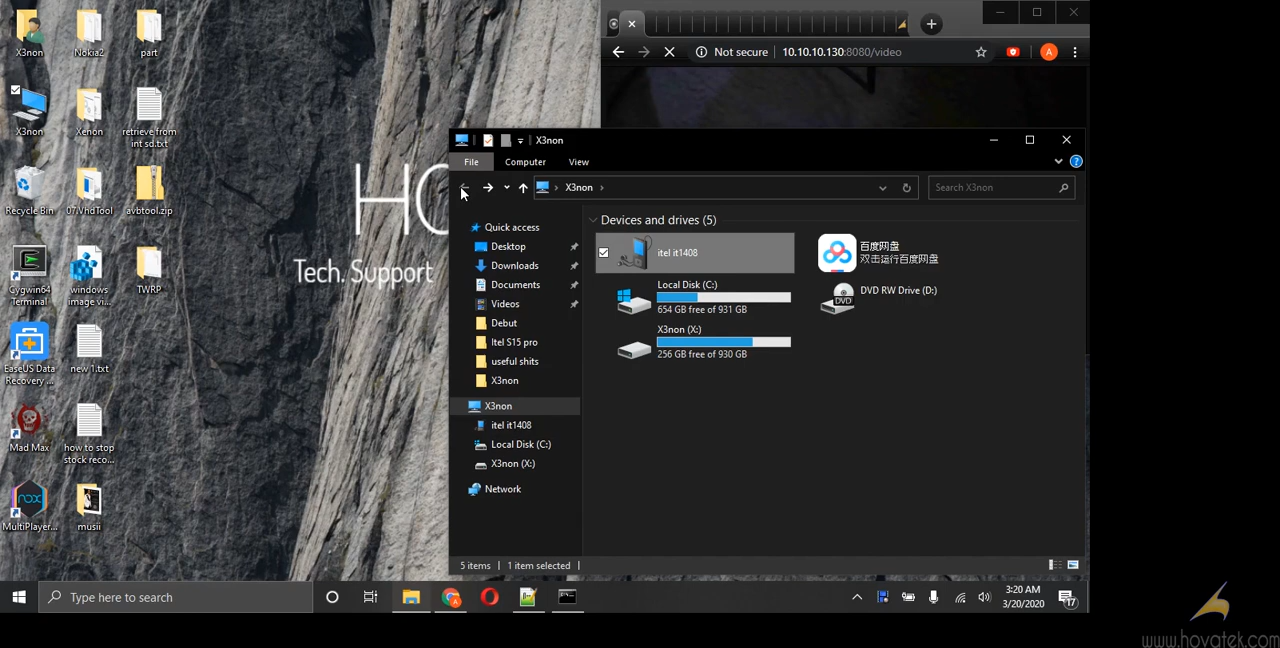 X3non
Nokia2
part
X3non
Xenon
retrieve from
int sd.txt
Recycle Bin
07.VhdTool
avbtool.zip
Cygwin64
Terminal
windows
image vi...
TWRP
EaseUS Data
Recovery ...
new 1.txt
Mad Max
how to stop
stock reco...
MultiPlayer...
musii
HO
Tech. Support
Not secure
10.10.10.130:8080/video
A
X3non
File
Computer
View
X3non
Search X3non
Quick access
Desktop
Downloads
Documents
Videos
Debut
Itel S15 pro
useful shits
X3non
X3non
itel it1408
Local Disk (C:)
X3non (X:)
Network
Devices and drives (5)
itel it1408
百度网盘
双击运行百度网盘
Local Disk (C:)
654 GB free of 931 GB
DVD
DVD RW Drive (D:)
X3non (X:)
256 GB free of 930 GB
5 items
1 item selected
Type here to search
3:20 AM
3/20/2020
17
www.hovatek.com